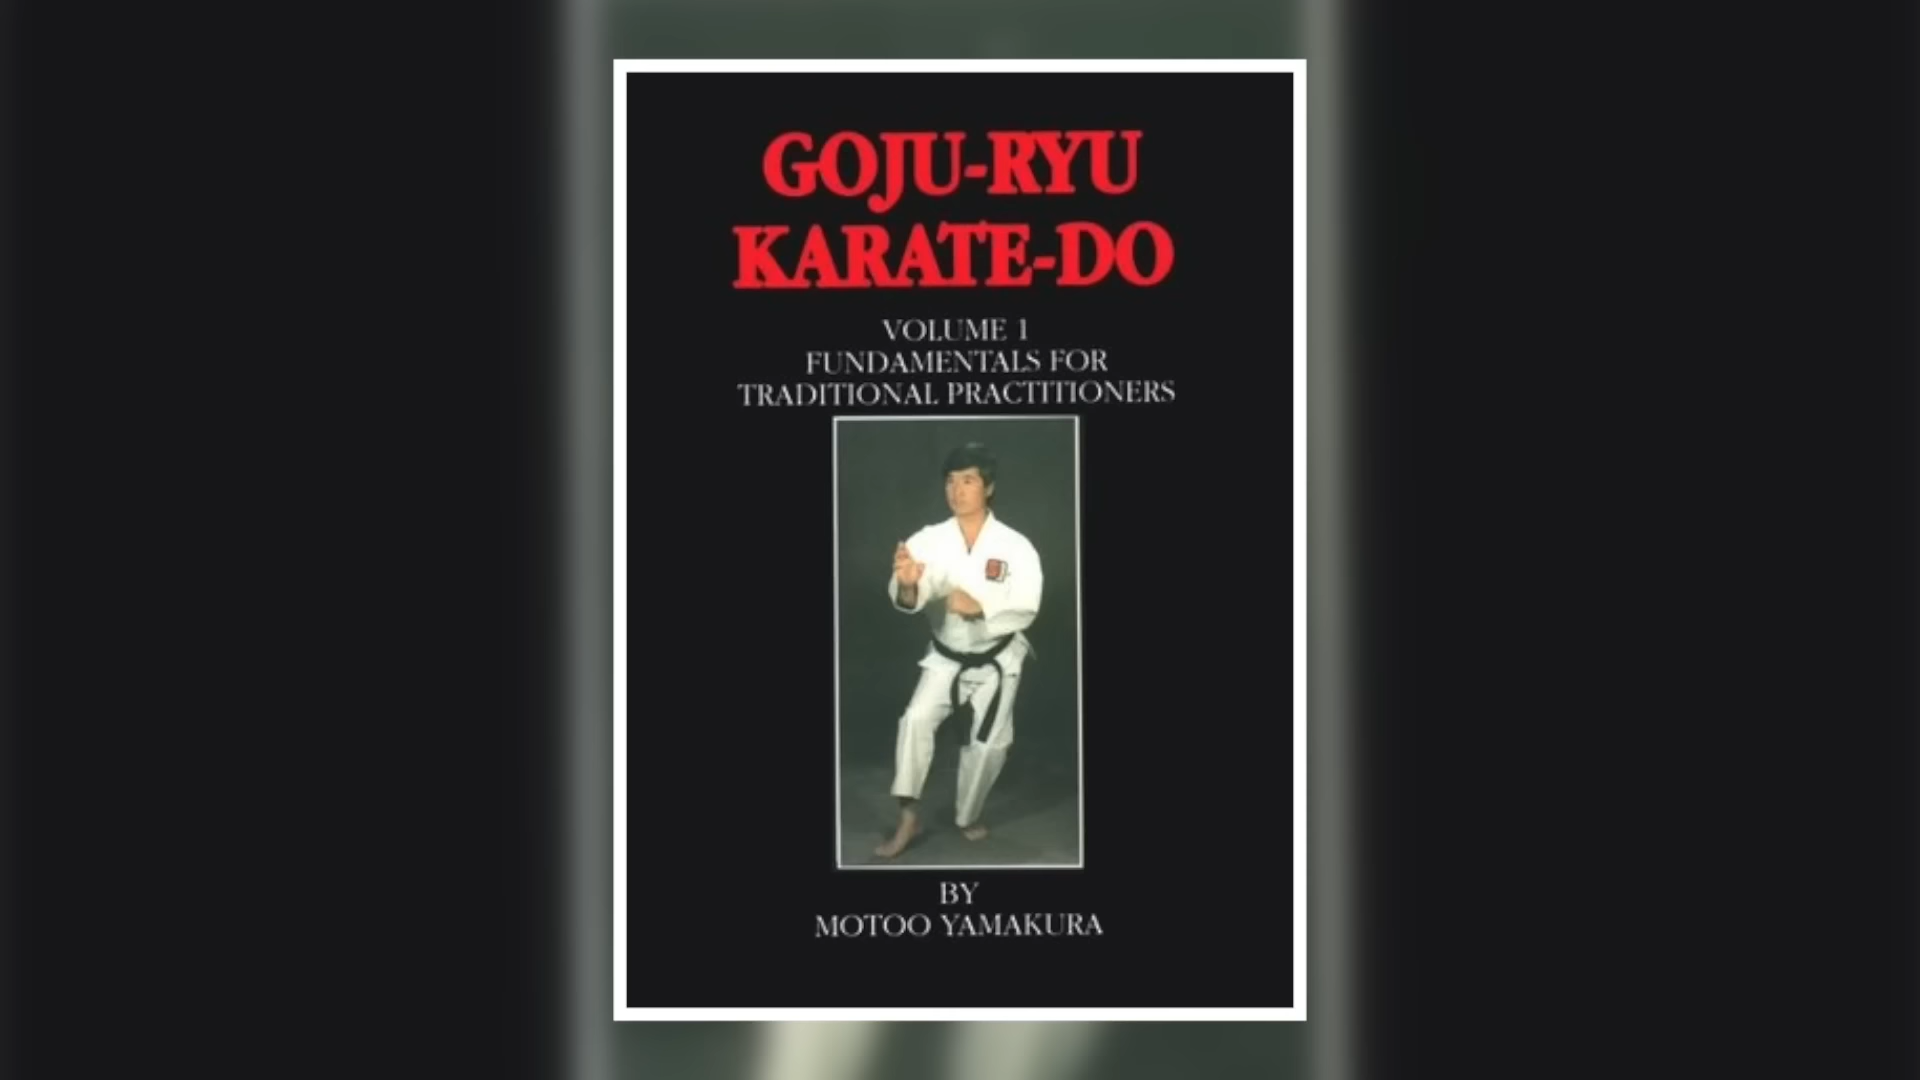 GOJU-RYU
KARATE-DO
VOLUME 1
FUNDAMENTALS FOR
TRADITIONAL PRACTITIONERS
BY
MOTOO YAMAKURA